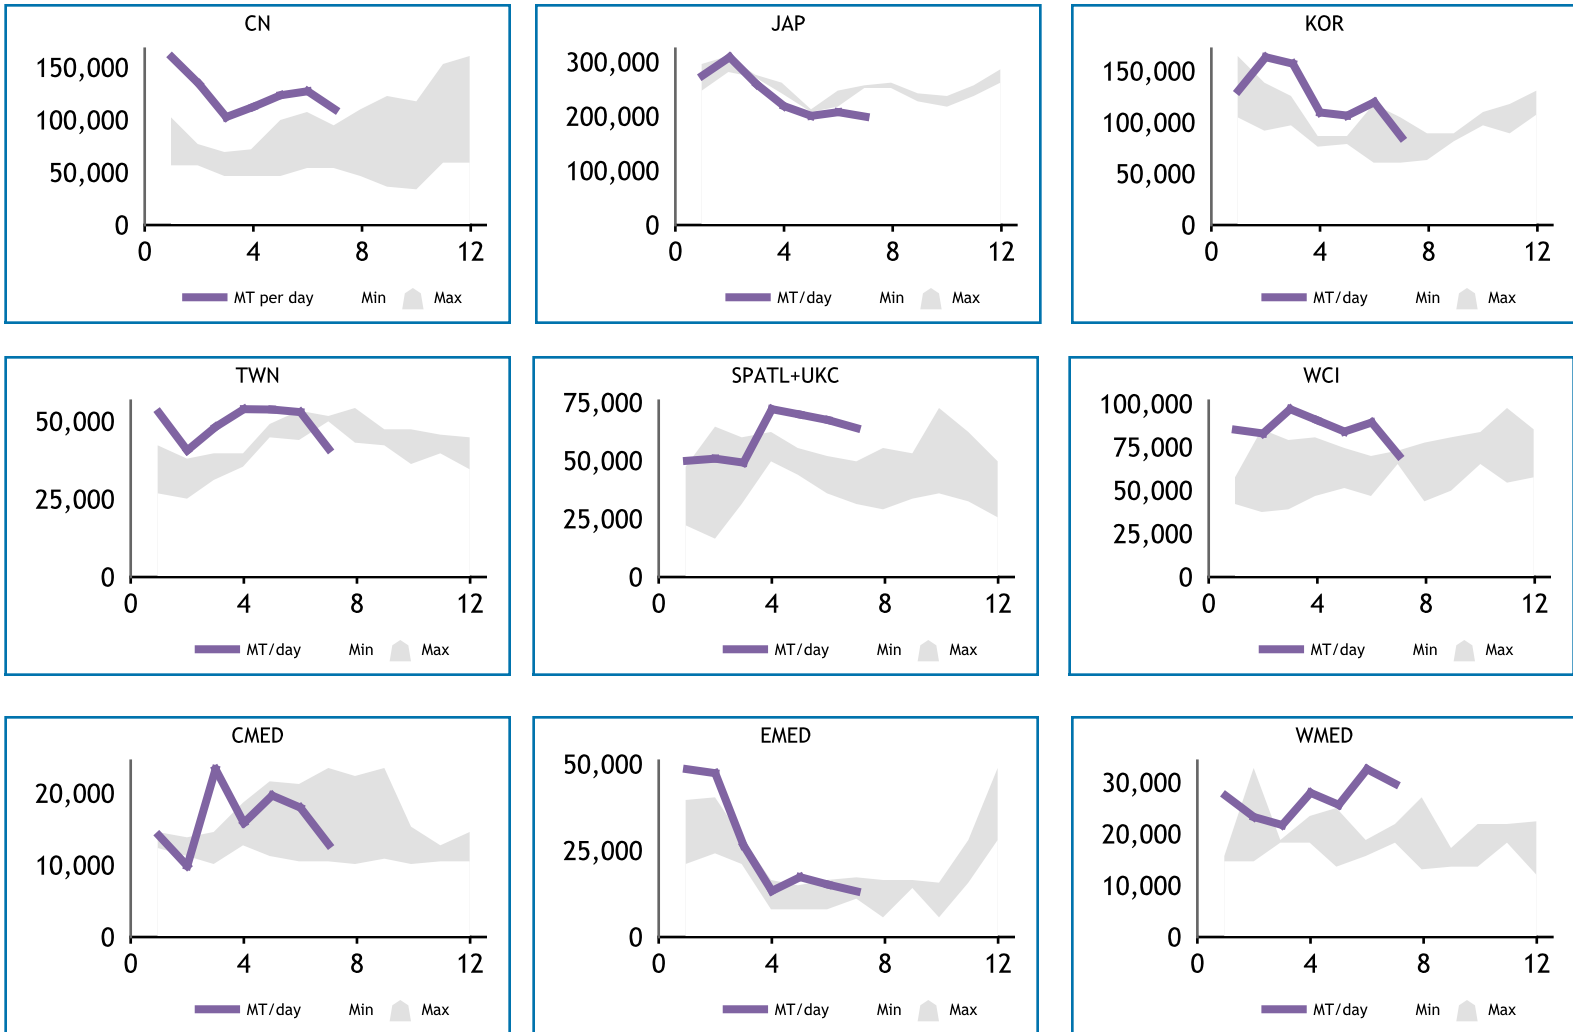 CN
150,000
100,000
50,000
0
0 4 8 12
MT per day Min Max
JAP
300,000
200,000
100,000
0
0 4 8 12
MT/day Min Max
KOR
150,000
100,000
50,000
0
0 4 8 12
MT/day Min Max
TWN
50,000
25,000
0
0 4 8 12
MT/day Min Max
SPATL+UKC
75,000
50,000
25,000
0
0 4 8 12
MT/day Min Max
WCI
100,000
75,000
50,000
25,000
0
0 4 8 12
MT/day Min Max
CMED
20,000
10,000
0
0 4 8 12
MT/day Min Max
EMED
50,000
25,000
0
0 4 8 12
MT/day Min Max
WMED
30,000
20,000
10,000
0
0 4 8 12
MT/day Min Max